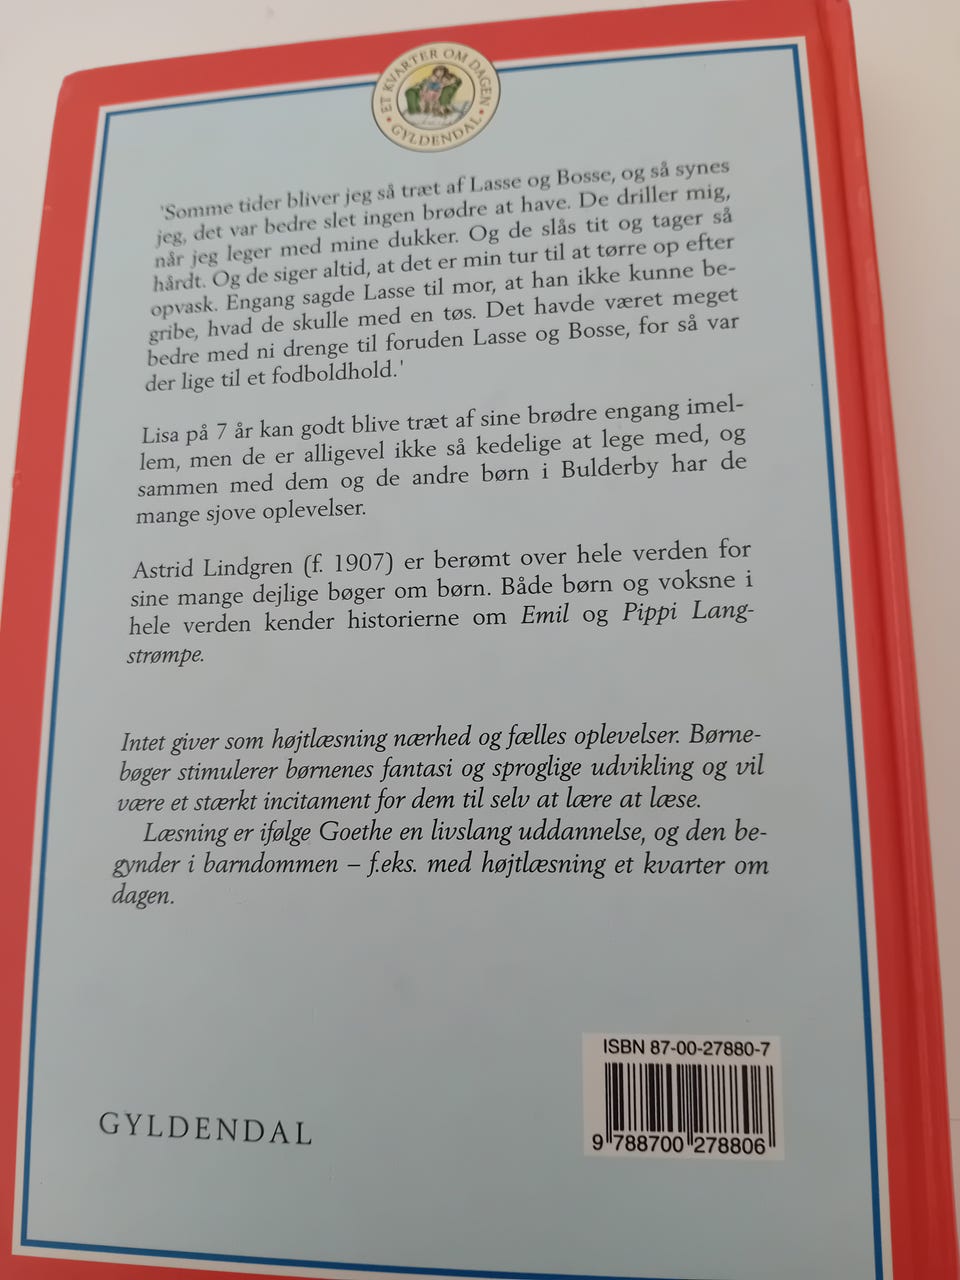 ET KVARTER OM DAGEN
GYLDENDAL
'Somme tider bliver jeg så træt af Lasse og Bosse, og så synes
jeg, det var bedre slet ingen brødre at have. De driller mig,
når jeg leger med mine dukker. Og de slås tit og tager så
hårdt. Og de siger altid, at det er min tur til at tørre op efter
opvask. Engang sagde Lasse til mor, at han ikke kunne be-
gribe, hvad de skulle med en tøs. Det havde været meget
bedre med ni drenge til foruden Lasse og Bosse, for så var
der lige til et fodboldhold.'
Lisa på 7 år kan godt blive træt af sine brødre engang imel-
lem, men de er alligevel ikke så kedelige at lege med, og
sammen med dem og de andre børn i Bulderby har de
mange sjove oplevelser.
Astrid Lindgren (f. 1907) er berømt over hele verden for
sine mange dejlige bøger om børn. Både børn og voksne i
hele verden kender historierne om Emil og Pippi Lang-
strømpe.
Intet giver som højtlæsning nærhed og fælles oplevelser. Børne-
bøger stimulerer børnenes fantasi og sproglige udvikling og vil
være et stærkt incitament for dem til selv at lære at læse.
Læsning er ifølge Goethe en livslang uddannelse, og den be-
gynder i barndommen – f.eks. med højtlæsning et kvarter om
dagen.
ISBN 87-00-27880-7
9 788700 278806
GYLDENDAL